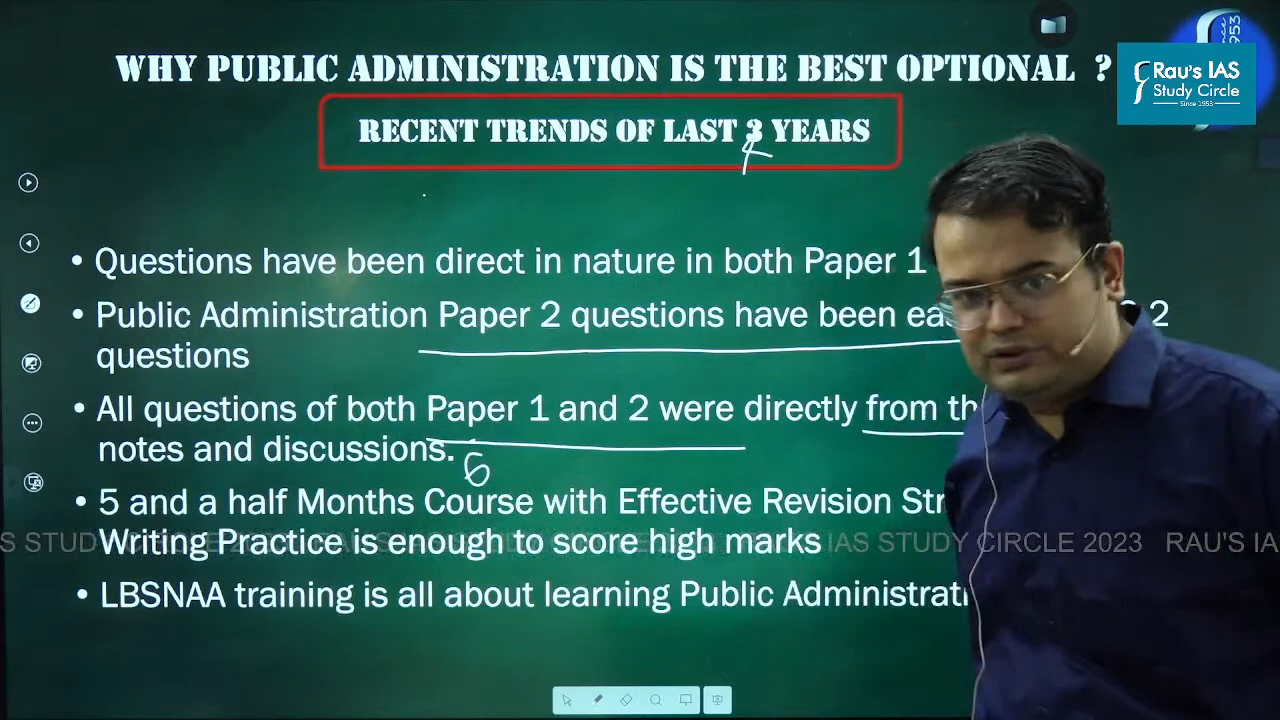 WHY PUBLIC ADMINISTRATION IS THE BEST OPTIONAL ?
Rau's IAS
Study Circle
Since 1953
1953
RECENT TRENDS OF LAST 3 YEARS
4
• Questions have been direct in nature in both Paper 1
• Public Administration Paper 2 questions have been 2
questions
• All questions of both Paper 1 and 2 were directly from
notes and discussions.
6
• 5 and a half Months Course with Effective Revision
Writing Practice is enough to score high marks
IAS STUDY CIRCLE 2023 RAU'S IA
• LBSNAA training is all about learning Public